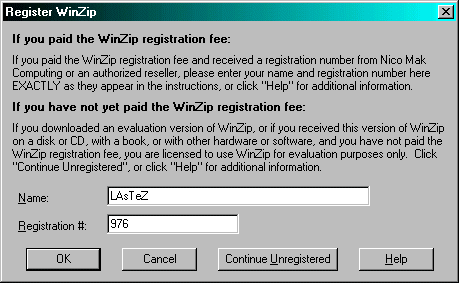 Register WinZip
If you paid the WinZip registration fee:
If you paid the WinZip registration fee and received a registration number from Nico Mak
Computing or an authorized reseller, please enter your name and registration number here
EXACTLY as they appear in the instructions, or click "Help" for additional information.
If you have not yet paid the WinZip registration fee:
If you downloaded an evaluation version of WinZip, or if you received this version of WinZip
on a disk or CD, with a book, or with other hardware or software, and you have not paid the
WinZip registration fee, you are licensed to use WinZip for evaluation purposes only. Click
"Continue Unregistered", or click "Help" for additional information.
Name: LAsTeZ
Registration #: 976
OK Cancel Continue Unregistered Help